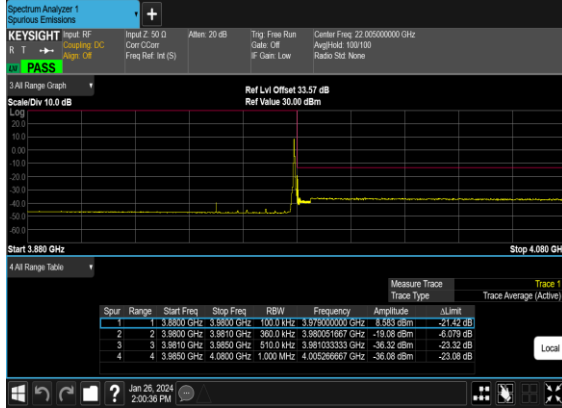 Spectrum Analyzer 1
Spurious Emissions
+
KEYSIGHT Input: RF Input Z: 50 Ω Atten: 20 dB Trig: Free Run Center Freq: 22.005000000 GHz
R T Coupling: DC Corr CCorr Gate: Off Avg|Hold: 100/100
Align: Off Freq Ref: Int (S) IF Gain: Low Radio Std: None
PASS
3 All Range Graph
Ref Lvl Offset 33.57 dB
Scale/Div 10.0 dB Ref Value 30.00 dBm
Log
20.0
10.0
0.00
-10.0
-20.0
-30.0
-40.0
-50.0
-60.0
Start 3.880 GHz Stop 4.080 GH
4 All Range Table
Measure Trace Trace 1
Trace Type Trace Average (Active)
Spur Range Start Freq Stop Freq RBW Frequency Amplitude ΔLimit
1 1 3.8800 GHz 3.9800 GHz 100.0 kHz 3.979000000 GHz 8.583 dBm -21.42 dB
2 2 3.9800 GHz 3.9810 GHz 360.0 kHz 3.980051667 GHz -19.08 dBm -6.079 dB
3 3 3.9810 GHz 3.9850 GHz 510.0 kHz 3.981033333 GHz -36.32 dBm -23.32 dB
4 4 3.9850 GHz 4.0800 GHz 1.000 MHz 4.005266667 GHz -36.08 dBm -23.08 dB
Local
?
Jan 26, 2024
2:00:36 PM